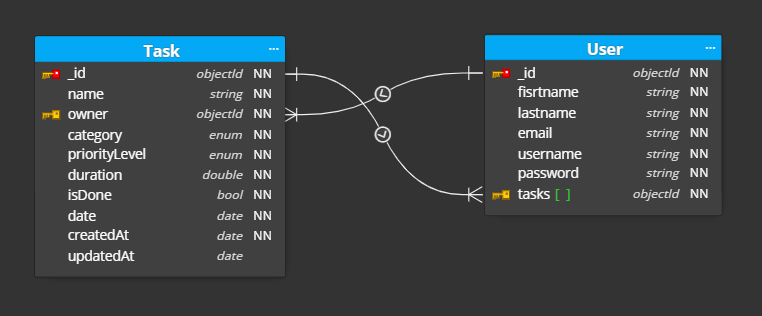 Task ...
_id objectId NN
name string NN
owner objectId NN
category enum NN
priorityLevel enum NN
duration double NN
isDone bool NN
date date NN
createdAt date NN
updatedAt date
User ...
_id objectId NN
fisrtname string NN
lastname string NN
email string NN
username string NN
password string NN
tasks [ ] objectId NN